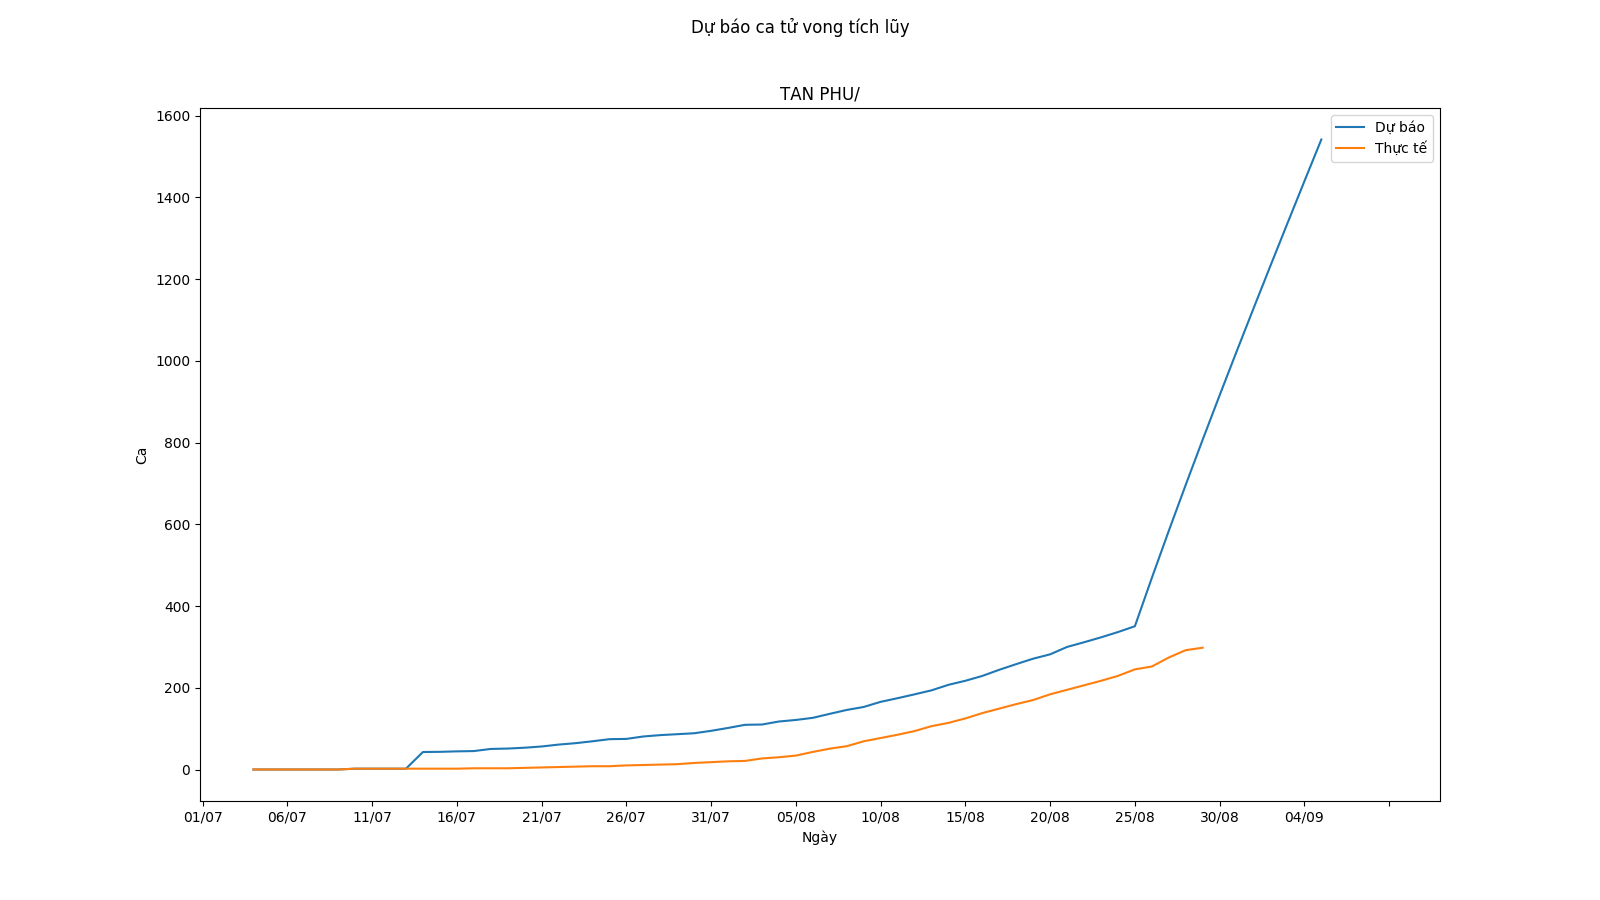 Dự báo ca tử vong tích lũy
TAN PHU/
Dự báo
Thực tế
1600
1400
1200
1000
800
600
400
200
0
Ca
01/07 06/07 11/07 16/07 21/07 26/07 31/07 05/08 10/08 15/08 20/08 25/08 30/08 04/09
Ngày